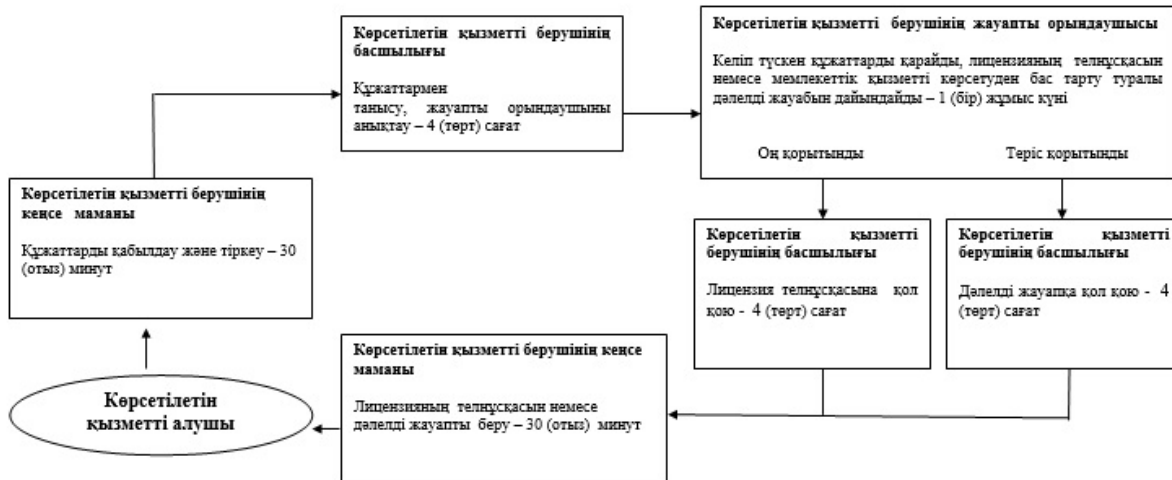 Көрсетілетін қызметті берушінің
басшылығы
Құжаттармен
танысу, жауапты орындаушыны
анықтау – 4 (төрт) сағат
Көрсетілетін қызметті берушінің жауапты орындаушысы
Келіп түскен құжаттарды қарайды, лицензияның телнұсқасын
немесе мемлекеттік қызметті көрсетуден бас тарту туралы
дәлелді жауабын дайындайды – 1 (бір) жұмыс күні
Оң қорытынды
Теріс қорытынды
Көрсетілетін қызметті берушінің
кеңсе маманы
Құжаттарды қабылдау және тіркеу – 30
(отыз) минут
Көрсетілетін қызметті
берушінің басшылығы
Лицензия телнұсқасына қол
қою - 4 (төрт) сағат
Көрсетілетін қызметті
берушінің басшылығы
Дәлелді жауапқа қол қою - 4
(төрт) сағат
Көрсетілетін қызметті берушінің кеңсе
маманы
Лицензияның телнұсқасын немесе
дәлелді жауапты беру – 30 (отыз) минут
Көрсетілетін
қызметті алушы